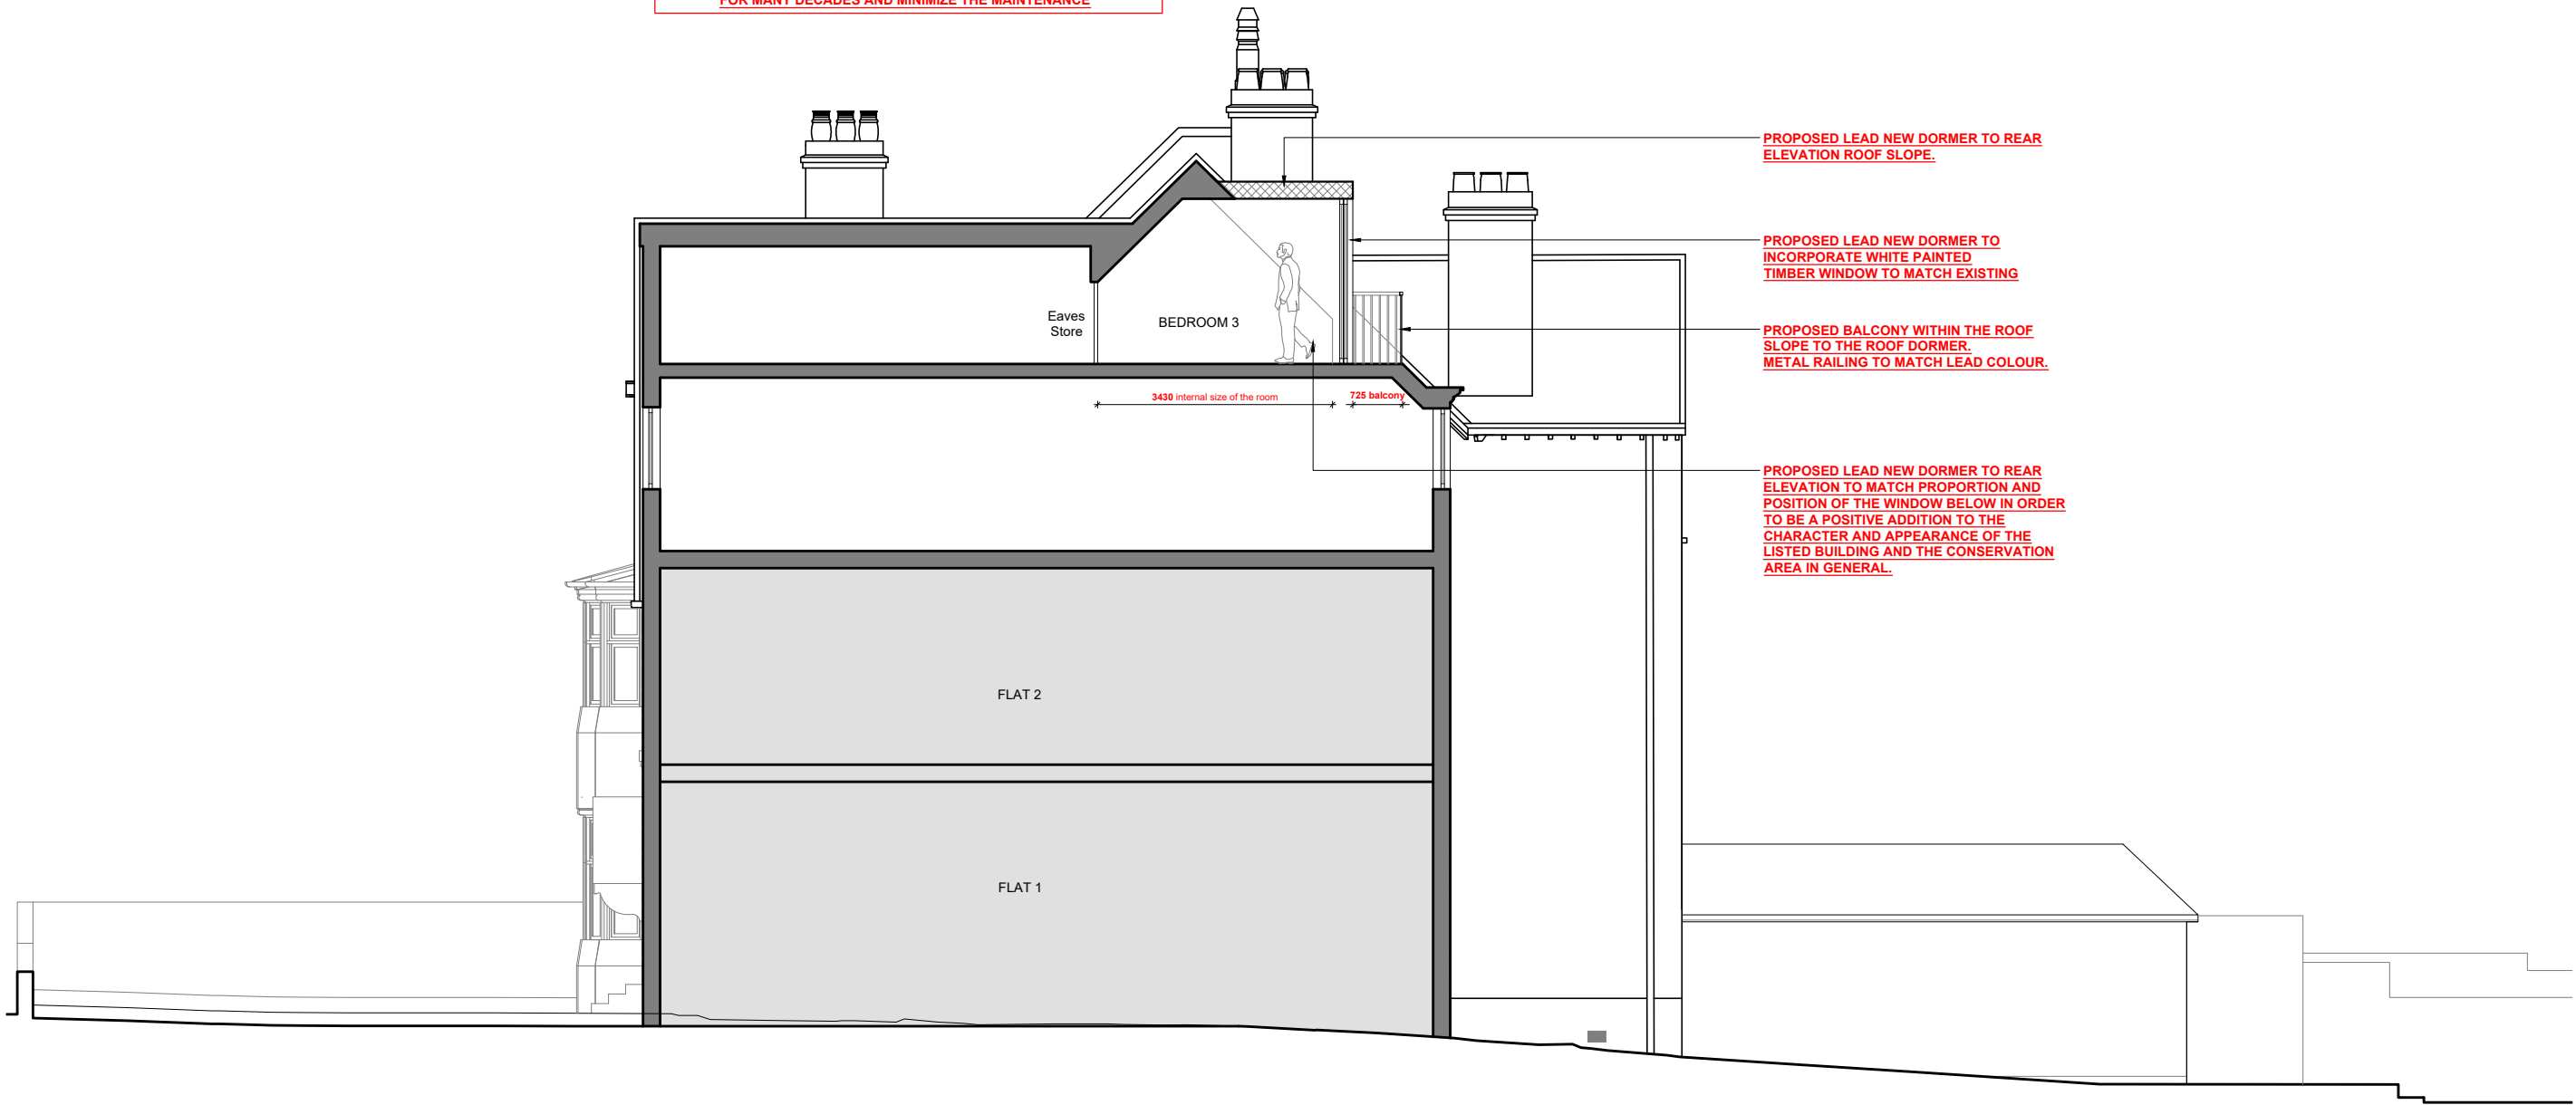 FOR MANY DECADES AND MINIMIZE THE MAINTENANCE
PROPOSED LEAD NEW DORMER TO REAR
ELEVATION ROOF SLOPE.
PROPOSED LEAD NEW DORMER TO
INCORPORATE WHITE PAINTED
TIMBER WINDOW TO MATCH EXISTING
Eaves
Store
BEDROOM 3
PROPOSED BALCONY WITHIN THE ROOF
SLOPE TO THE ROOF DORMER.
METAL RAILING TO MATCH LEAD COLOUR.
3430 internal size of the room
725 balcony
PROPOSED LEAD NEW DORMER TO REAR
ELEVATION TO MATCH PROPORTION AND
POSITION OF THE WINDOW BELOW IN ORDER
TO BE A POSITIVE ADDITION TO THE
CHARACTER AND APPEARANCE OF THE
LISTED BUILDING AND THE CONSERVATION
AREA IN GENERAL.
FLAT 2
FLAT 1